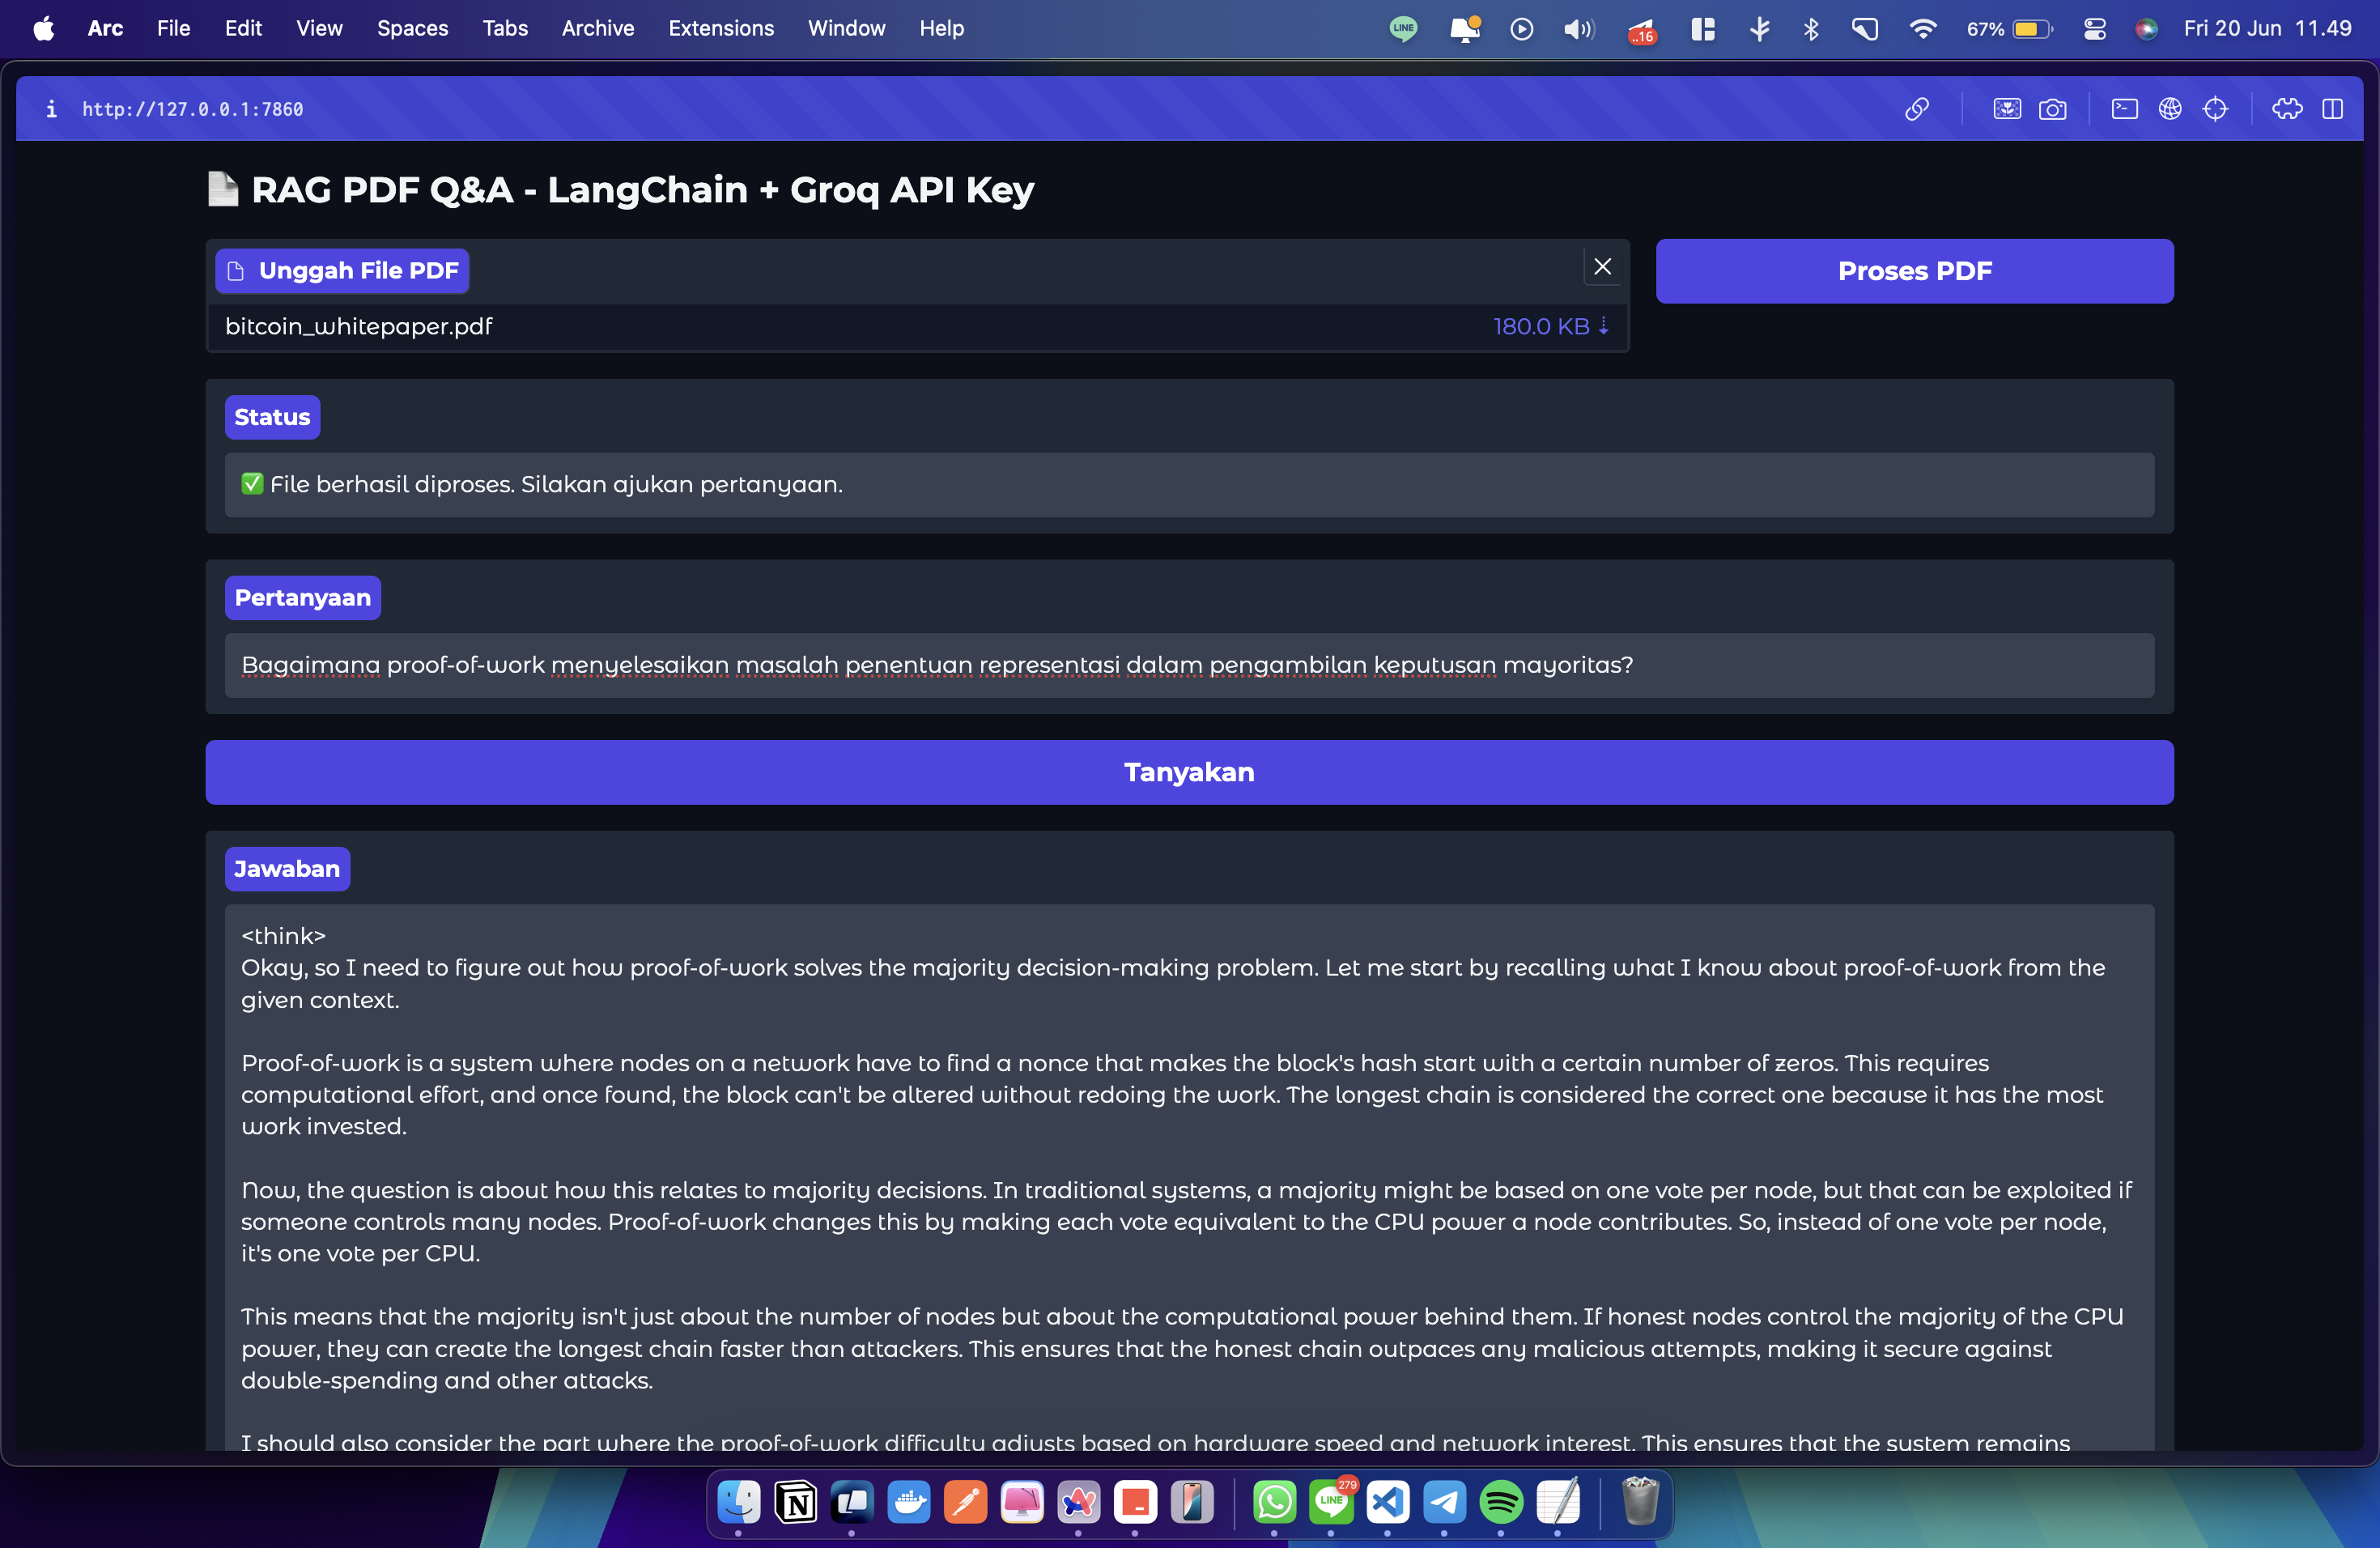 Arc File Edit View Spaces Tabs Archive Extensions Window Help LINE ..16 67% Fri 20 Jun 11.49
http://127.0.0.1:7860
RAG PDF Q&A - LangChain + Groq API Key
Unggah File PDF
Proses PDF
bitcoin_whitepaper.pdf 180.0 KB ⇣
Status
✅ File berhasil diproses. Silakan ajukan pertanyaan.
Pertanyaan
Bagaimana proof-of-work menyelesaikan masalah penentuan representasi dalam pengambilan keputusan mayoritas?
Tanyakan
Jawaban
<think>
Okay, so I need to figure out how proof-of-work solves the majority decision-making problem. Let me start by recalling what I know about proof-of-work from the
given context.
Proof-of-work is a system where nodes on a network have to find a nonce that makes the block's hash start with a certain number of zeros. This requires
computational effort, and once found, the block can't be altered without redoing the work. The longest chain is considered the correct one because it has the most
work invested.
Now, the question is about how this relates to majority decisions. In traditional systems, a majority might be based on one vote per node, but that can be exploited if
someone controls many nodes. Proof-of-work changes this by making each vote equivalent to the CPU power a node contributes. So, instead of one vote per node,
it's one vote per CPU.
This means that the majority isn't just about the number of nodes but about the computational power behind them. If honest nodes control the majority of the CPU
power, they can create the longest chain faster than attackers. This ensures that the honest chain outpaces any malicious attempts, making it secure against
double-spending and other attacks.
I should also consider the part where the proof-of-work difficulty adjusts based on hardware speed and network interest. This ensures that the system remains
279
LINE